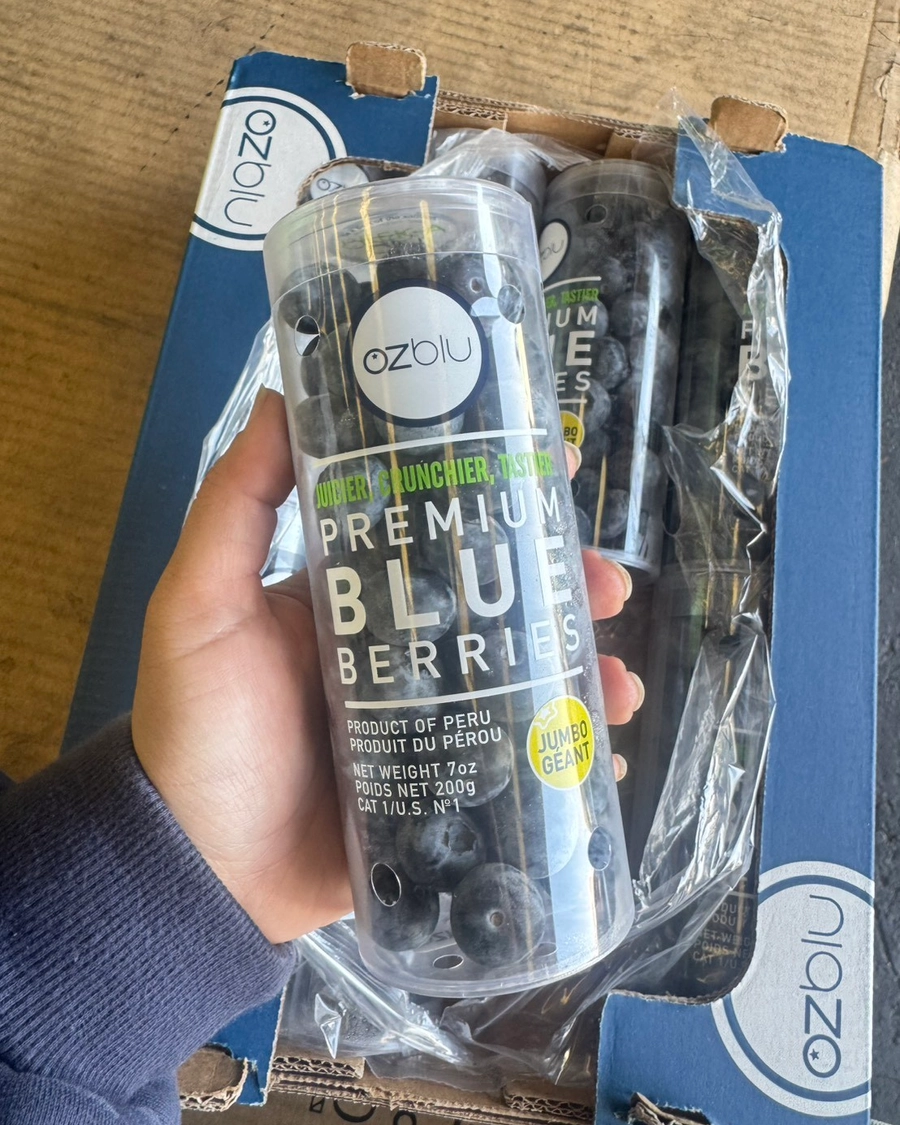 ozblu
ozblu
JUICIER, CRUNCHIER, TASTIER
PREMIUM
BLUE
BERRIES
PRODUCT OF PERU
PRODUIT DU PÉROU
NET WEIGHT 7oz
POIDS NET 200g
CAT 1/U.S. Nº1
JUMBO
GÉANT
TASTIER
ozblu